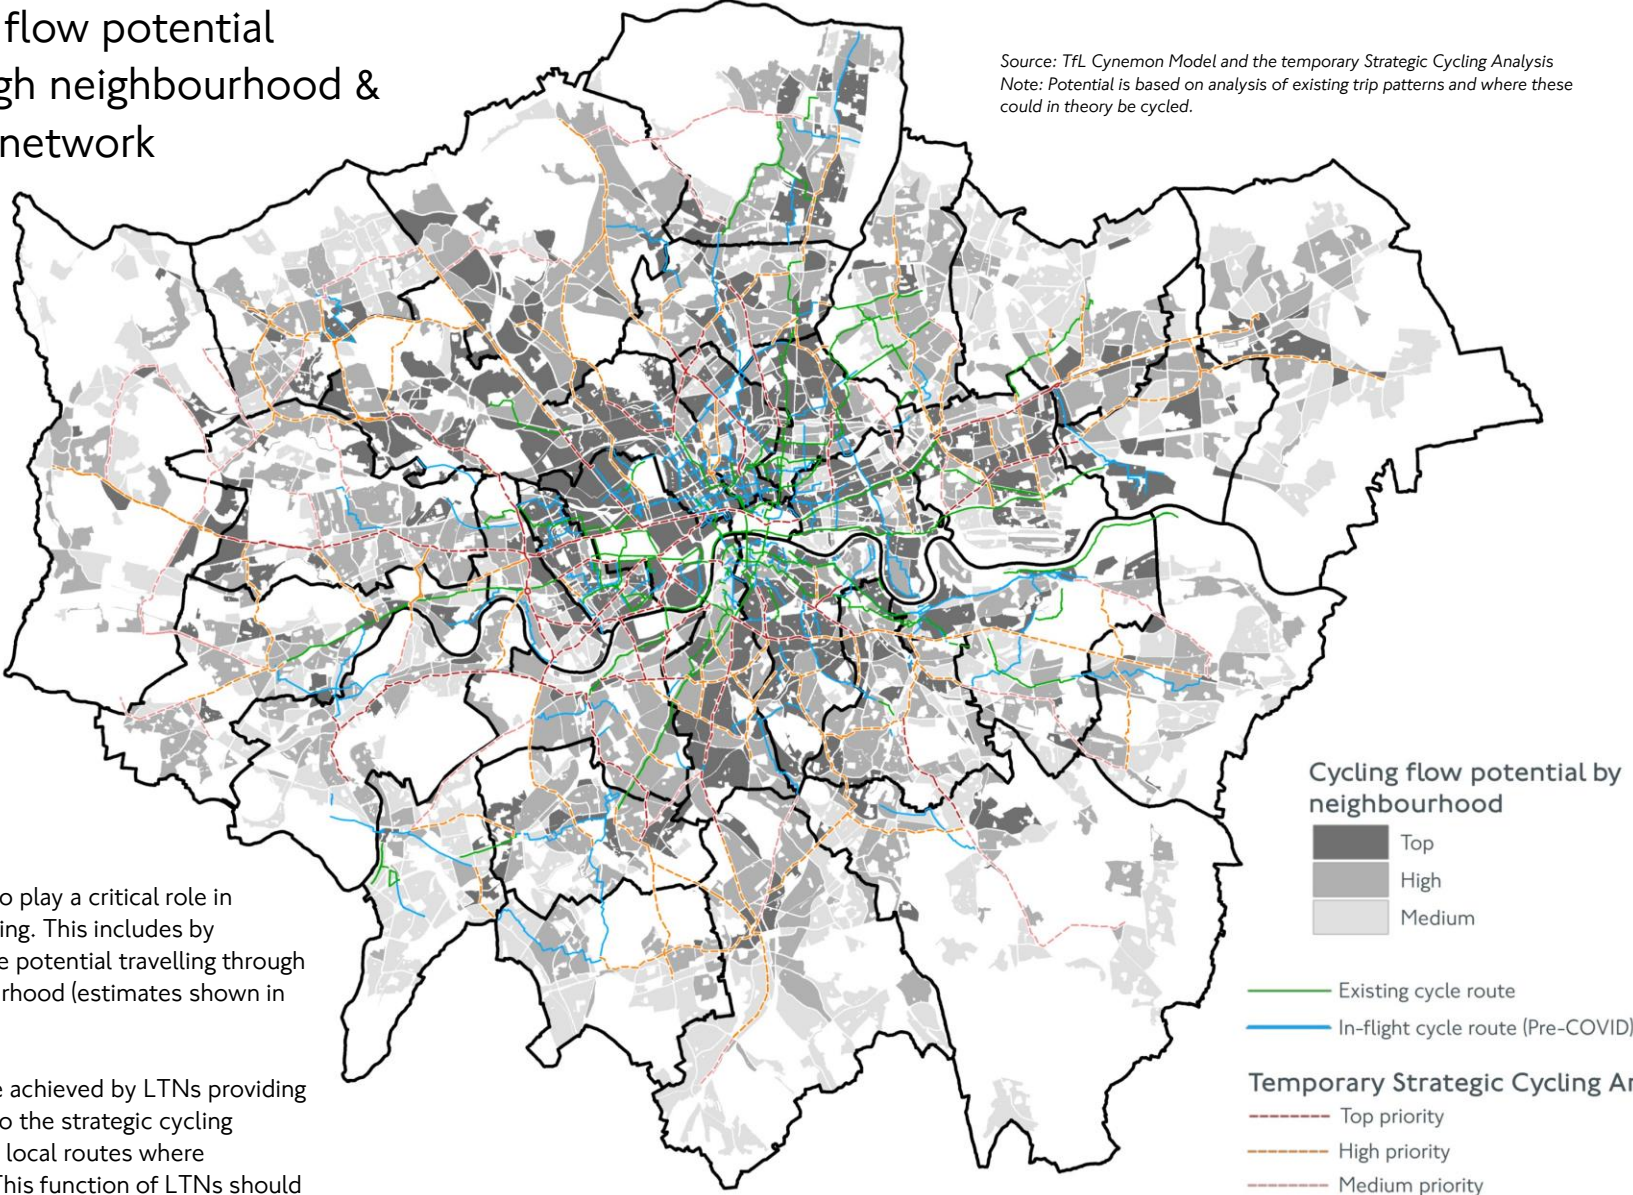 flow potential
gh neighbourhood &
network
Source: TfL Cynemon Model and the temporary Strategic Cycling Analysis
Note: Potential is based on analysis of existing trip patterns and where these
could in theory be cycled.
o play a critical role in
ing. This includes by
e potential travelling through
rhood (estimates shown in
e achieved by LTNs providing
o the strategic cycling
local routes where
This function of LTNs should
Cycling flow potential by
neighbourhood
Top
High
Medium
Existing cycle route
In-flight cycle route (Pre-COVID)
Temporary Strategic Cycling An
Top priority
High priority
Medium priority